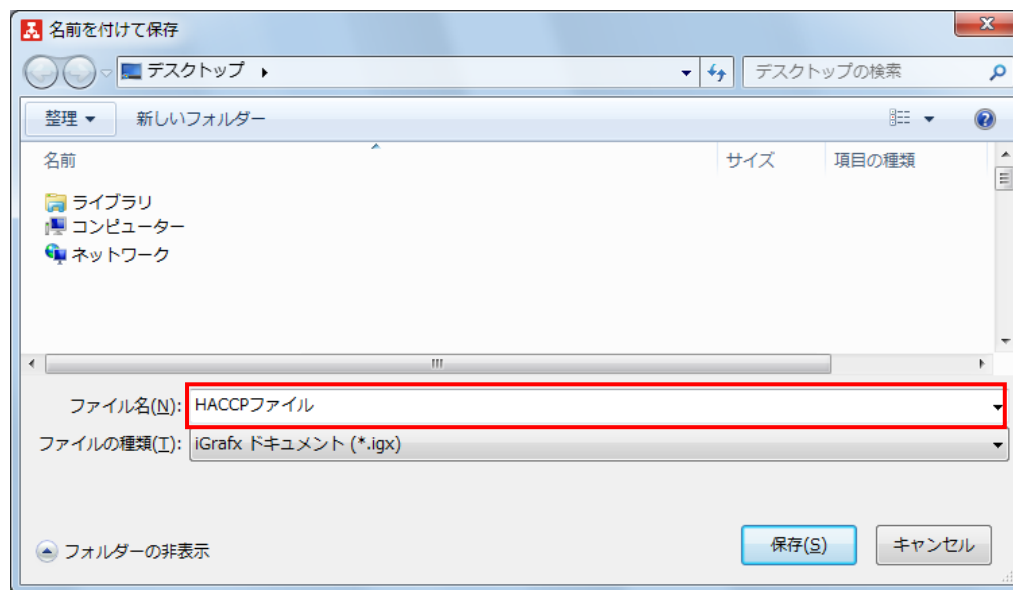 名前を付けて保存
デスクトップ
デスクトップの検索
整理
新しいフォルダー
名前 サイズ 項目の種類
ライブラリ
コンピューター
ネットワーク
ファイル名(N): HACCPファイル
ファイルの種類(T): iGrafx ドキュメント (*.igx)
フォルダーの非表示
保存(S) キャンセル